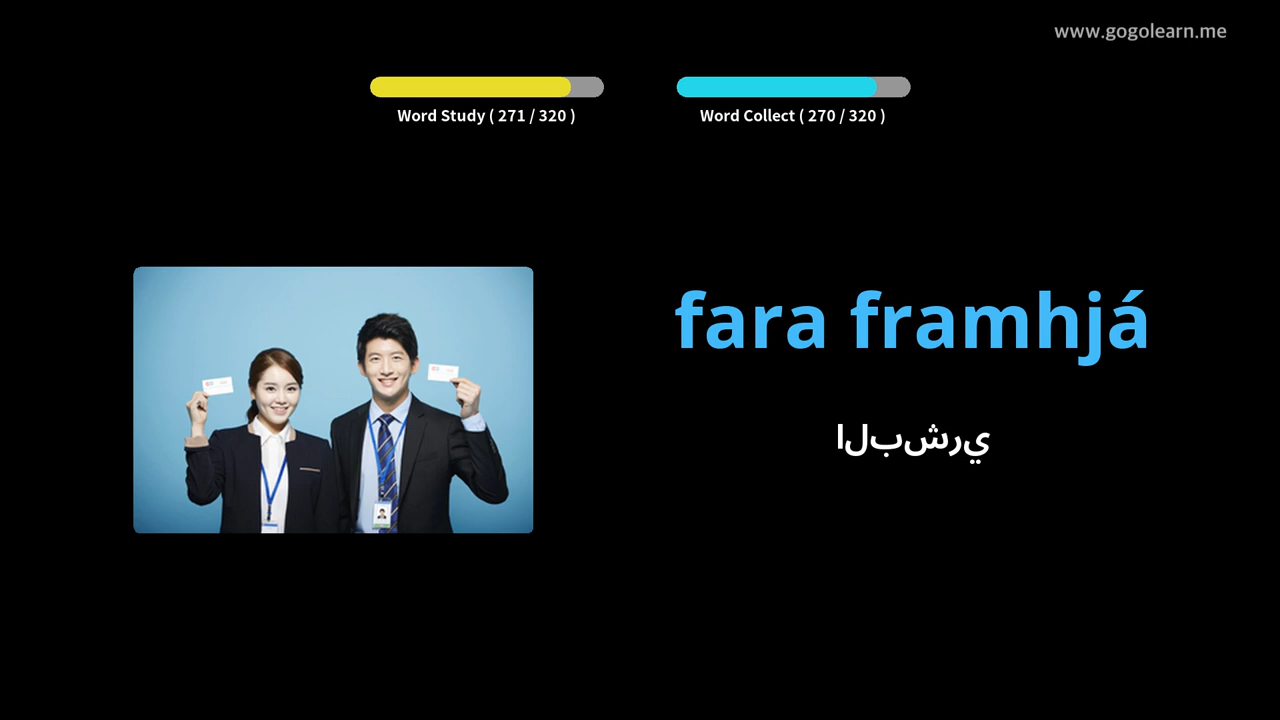 www.gogolearn.me
Word Study ( 271 / 320 )
Word Collect ( 270 / 320 )
fara framhjá
البشري